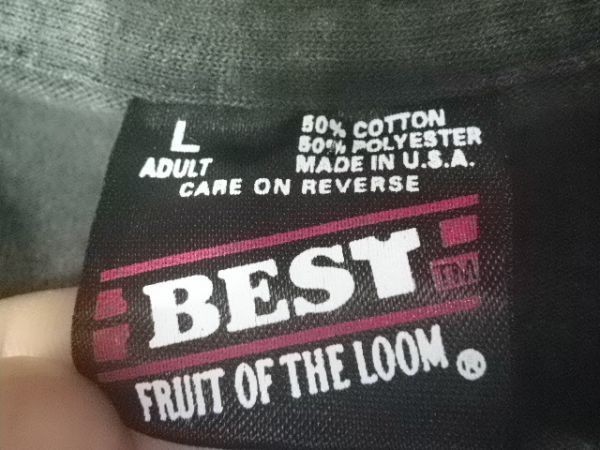 L
ADULT
50% COTTON
50% POLYESTER
MADE IN U.S.A.
CARE ON REVERSE
BEST TM
FRUIT OF THE LOOM ®